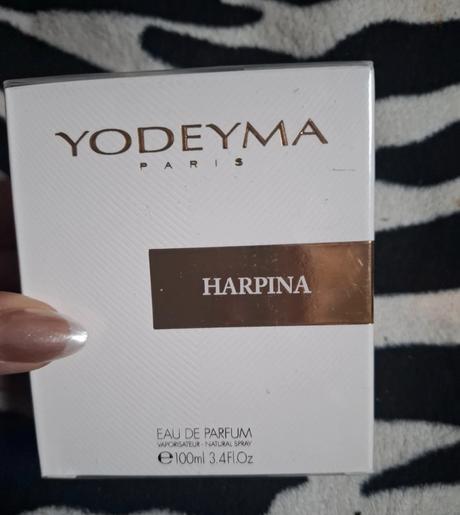 YODEYMA
PARIS
HARPINA
EAU DE PARFUM
VAPORISATEUR - NATURAL SPRAY
℮100ml 3.4Fl.Oz